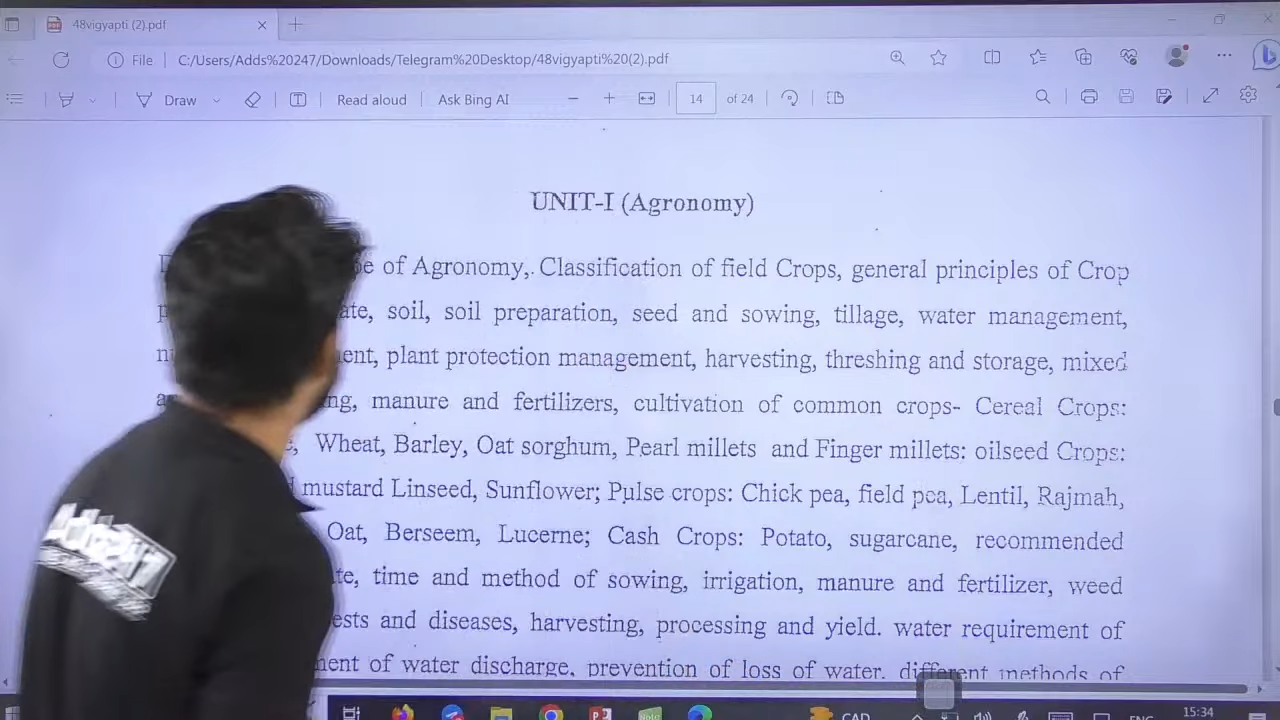 48vigyapti (2).pdf
File C:/Users/Adds%20247/Downloads/Telegram%20Desktop/48vigyapti%20(2).pdf
Draw Read aloud Ask Bing AI 14 of 24
UNIT-I (Agronomy)
of Agronomy,. Classification of field Crops, general principles of Crop
soil, soil preparation, seed and sowing, tillage, water management,
plant protection management, harvesting, threshing and storage, mixed
manure and fertilizers, cultivation of common crops- Cereal Crops:
Wheat, Barley, Oat sorghum, Pearl millets and Finger millets: oilseed Crops:
mustard Linseed, Sunflower; Pulse crops: Chick pea, field pea, Lentil, Rajmah,
Oat, Berseem, Lucerne; Cash Crops: Potato, sugarcane, recommended
time and method of sowing, irrigation, manure and fertilizer, weed
and diseases, harvesting, processing and yield. water requirement of
of water discharge, prevention of loss of water, different methods of
CAD ENG 15:34